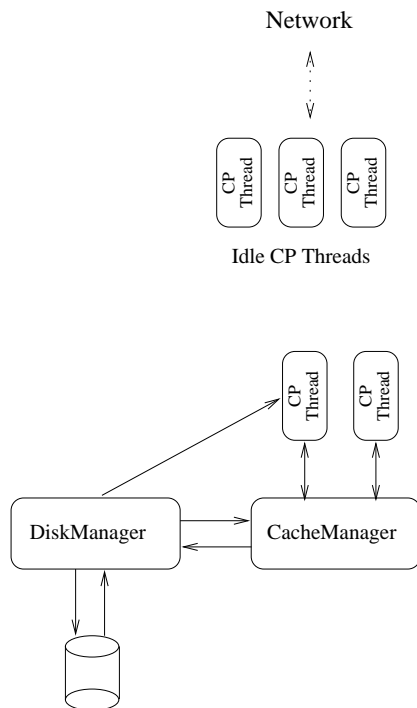 Network
CP
Thread
CP
Thread
CP
Thread
Idle CP Threads
CP
Thread
CP
Thread
DiskManager
CacheManager